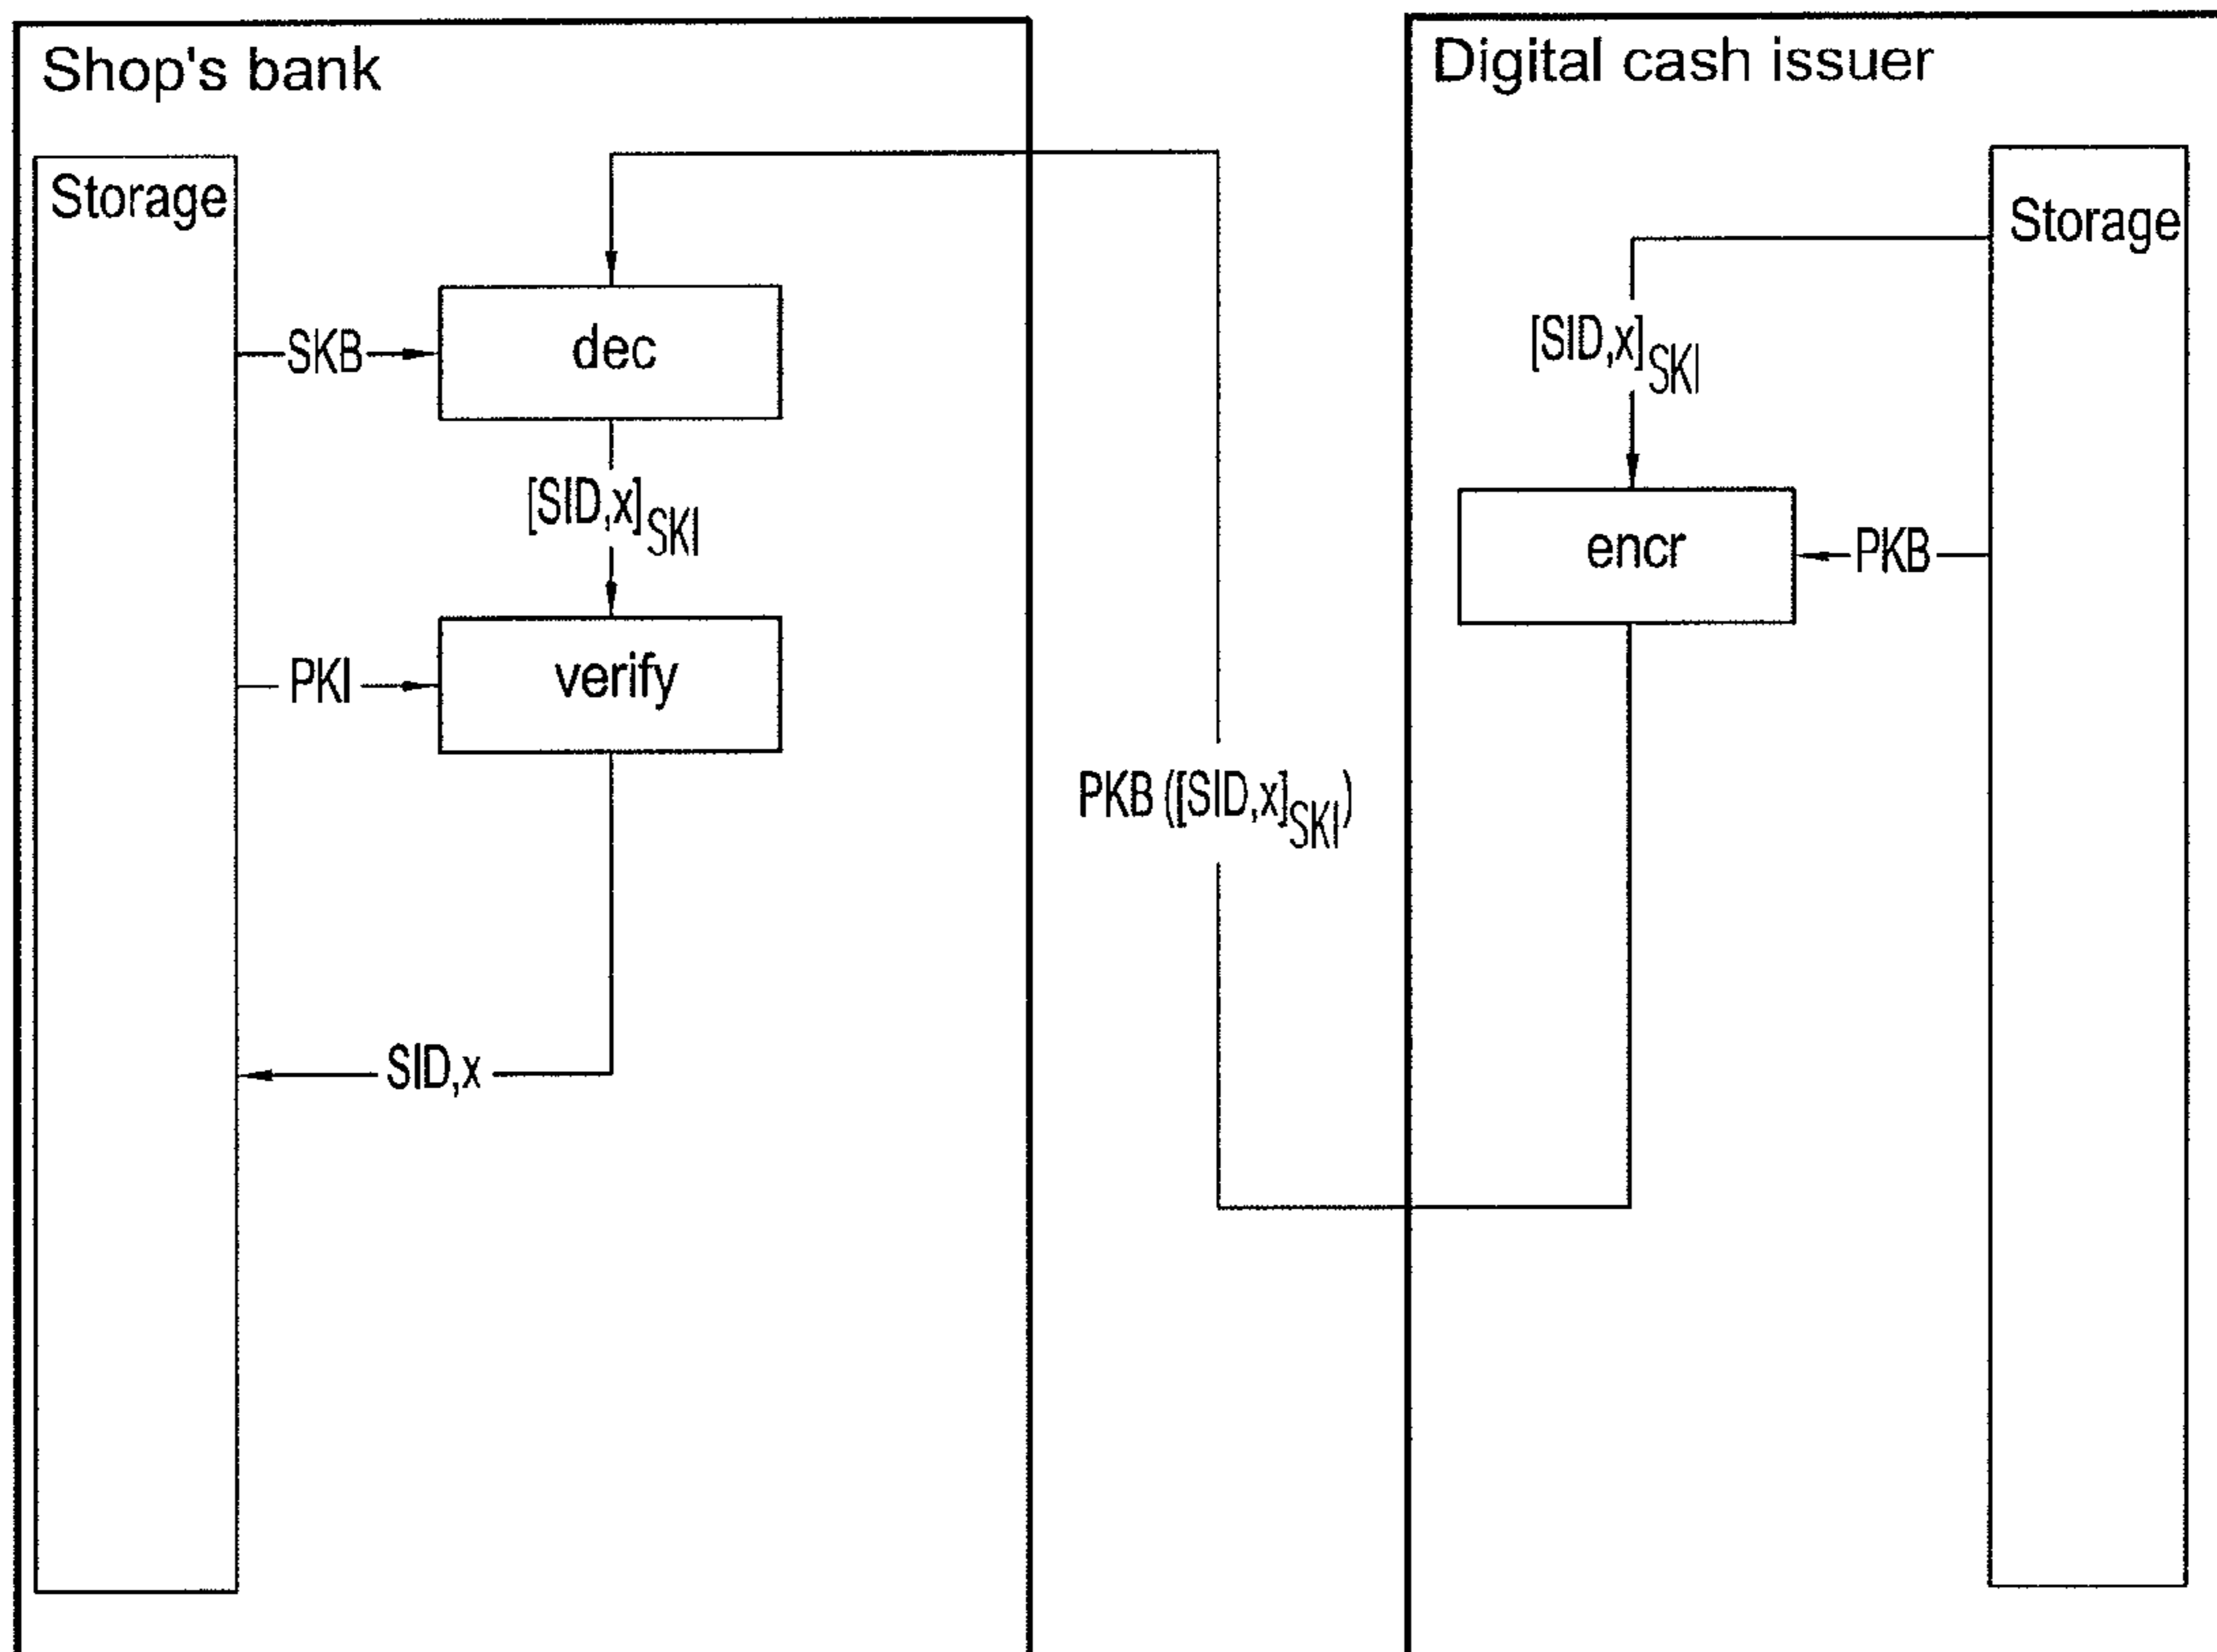 Shop's bank
Storage
SKB
dec
[SID,x]SKI
PKI
verify
SID,x
PKB ([SID,x]SKI)
Digital cash issuer
Storage
[SID,x]SKI
encr
PKB